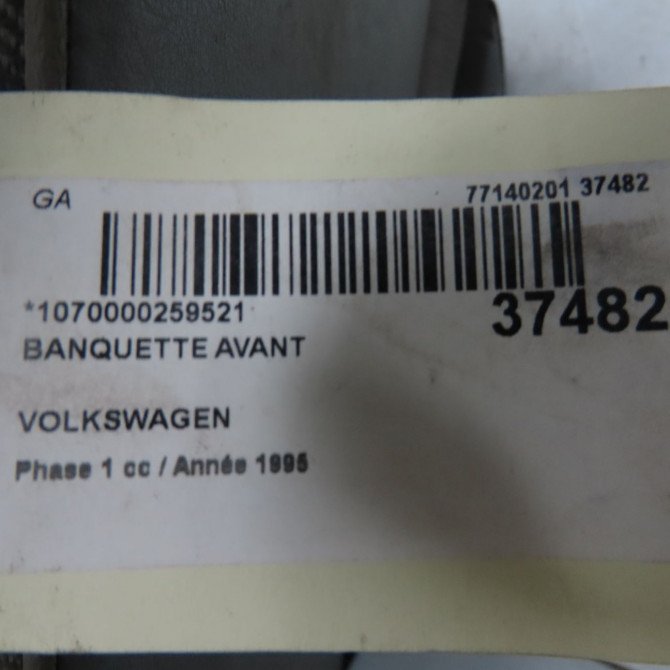 GA
77140201 37482
*1070000259521
37482
BANQUETTE AVANT
VOLKSWAGEN
Phase 1 cc / Année 1995